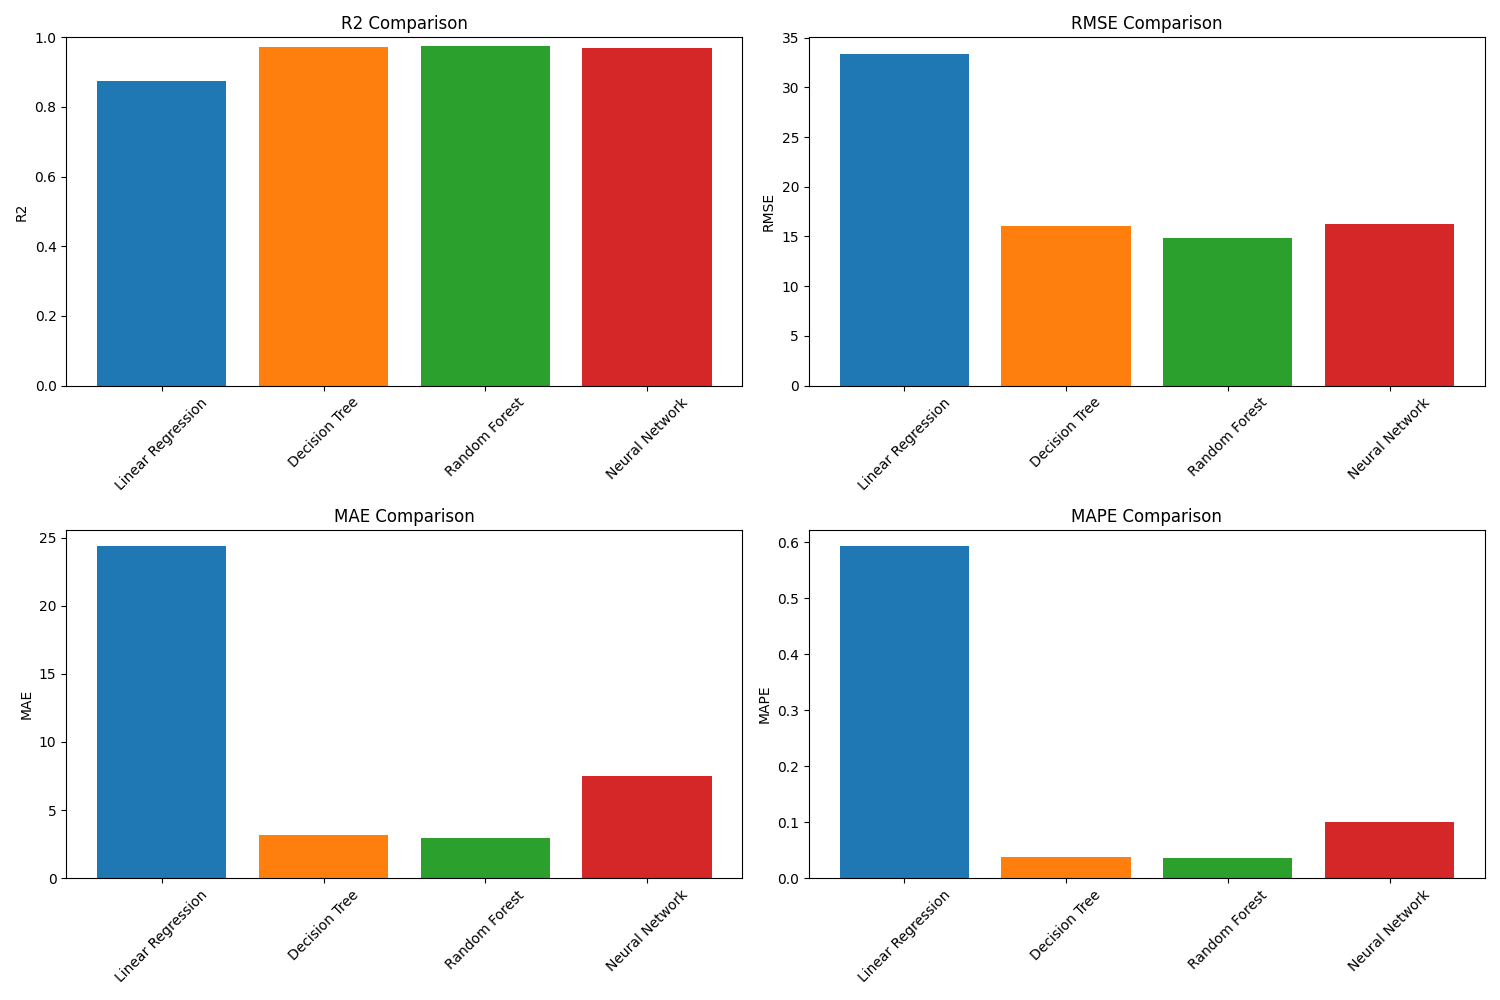 R2 Comparison
R2
1.0
0.8
0.6
0.4
0.2
0.0
Linear Regression
Decision Tree
Random Forest
Neural Network
RMSE Comparison
RMSE
35
30
25
20
15
10
5
0
Linear Regression
Decision Tree
Random Forest
Neural Network
MAE Comparison
MAE
25
20
15
10
5
0
Linear Regression
Decision Tree
Random Forest
Neural Network
MAPE Comparison
MAPE
0.6
0.5
0.4
0.3
0.2
0.1
0.0
Linear Regression
Decision Tree
Random Forest
Neural Network